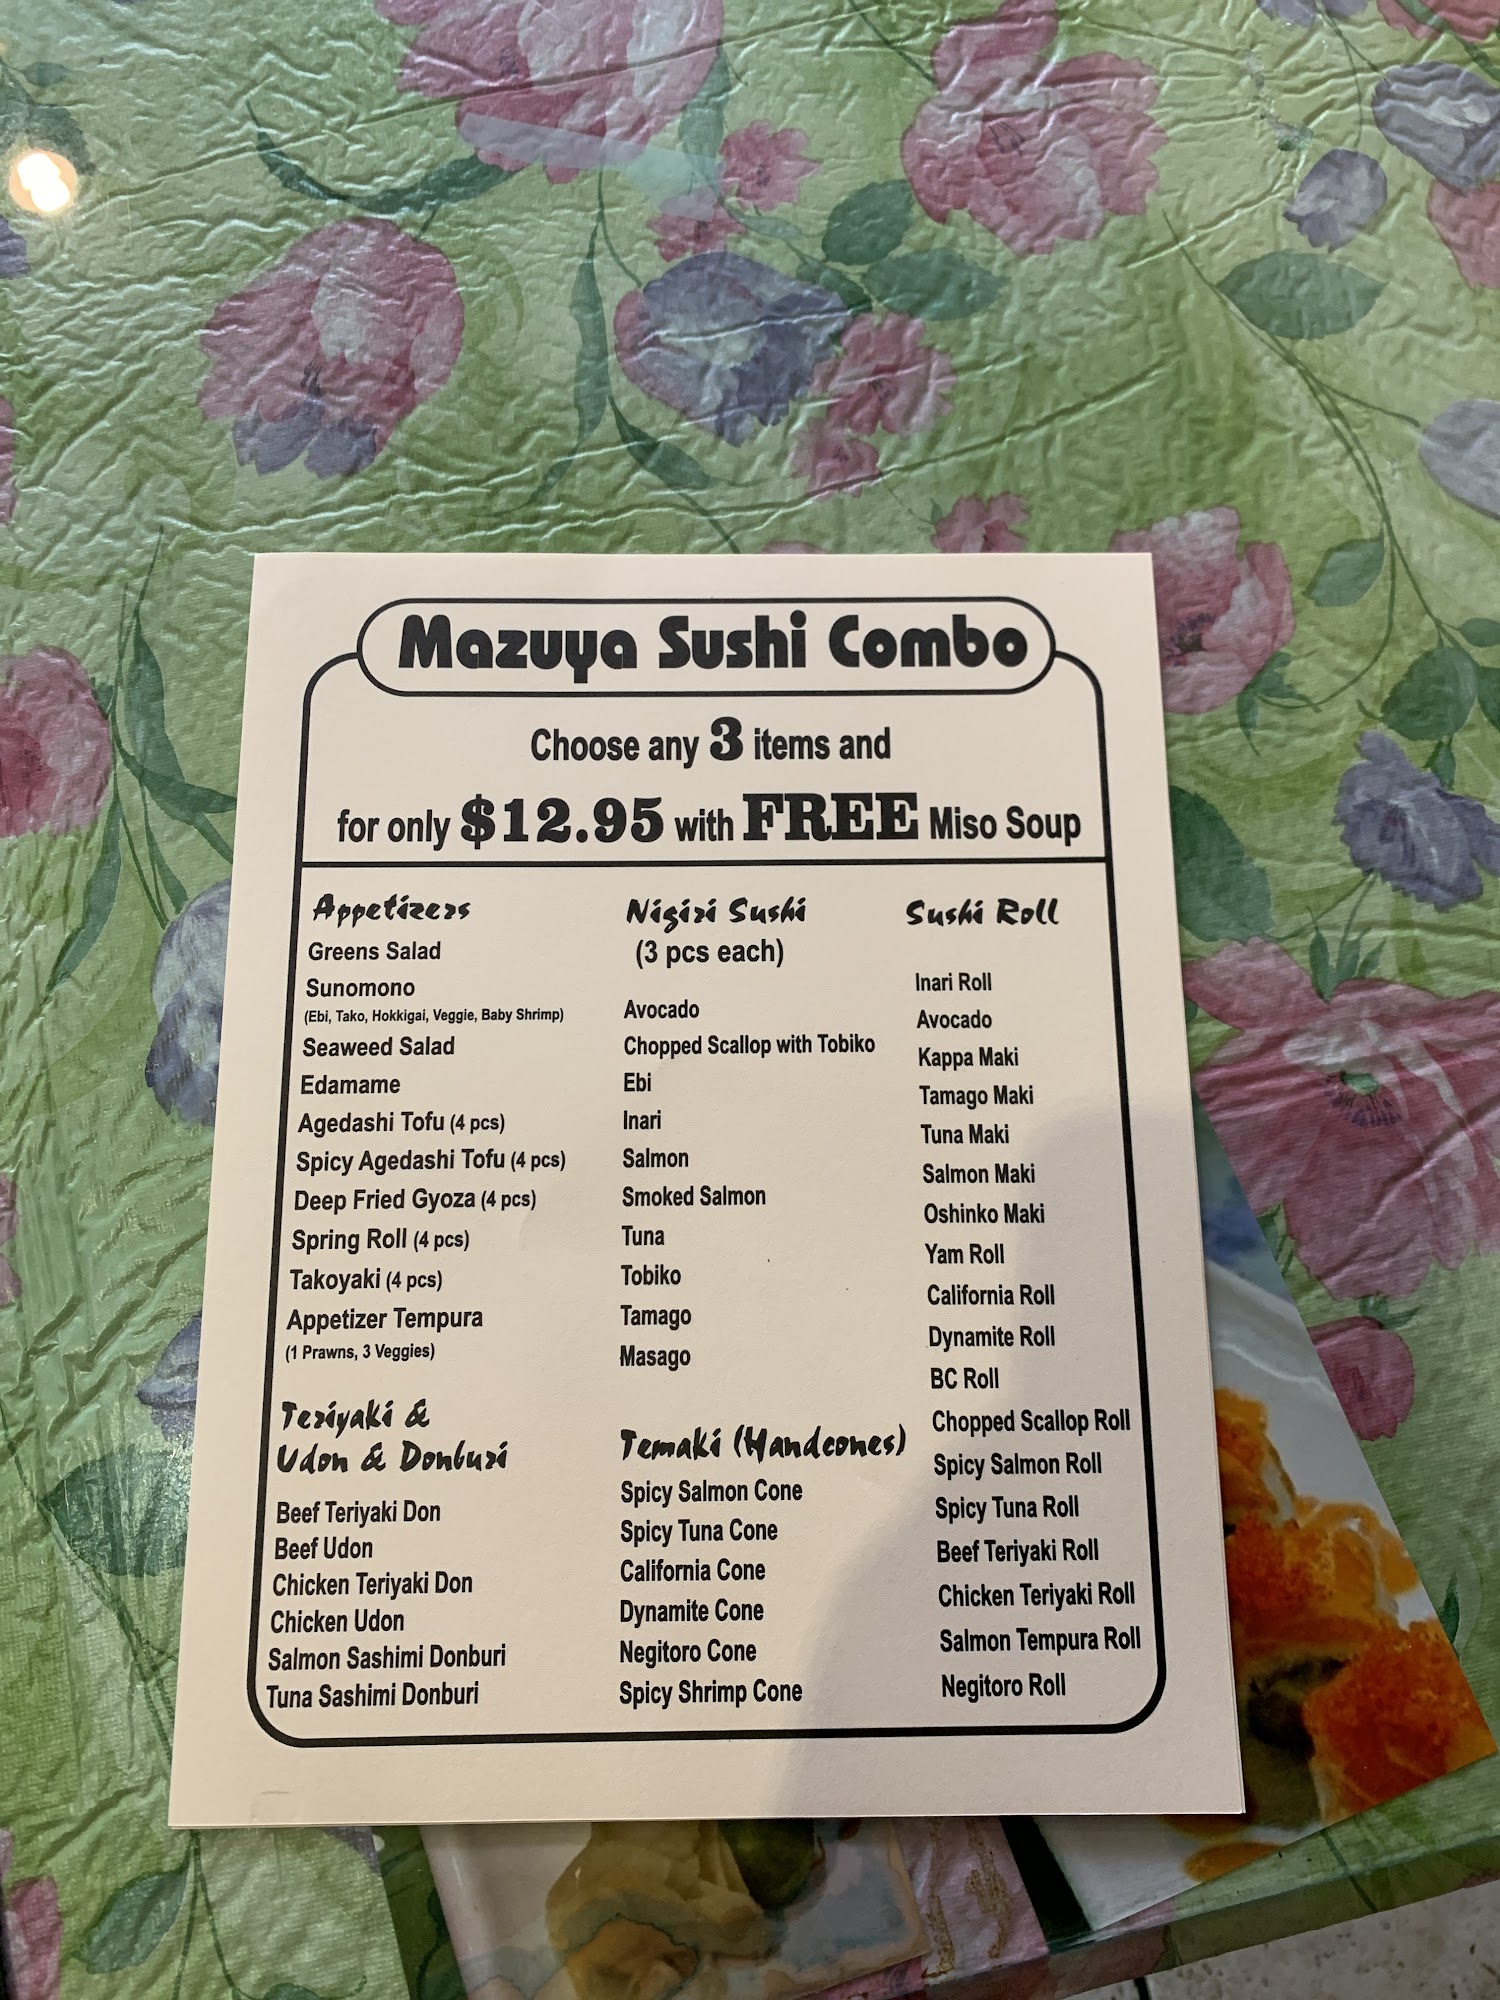 Mazuya Sushi Combo
Choose any 3 items and
for only $12.95 with FREE Miso Soup
Appetizers
Greens Salad
Sunomono
(Ebi, Tako, Hokkigai, Veggie, Baby Shrimp)
Seaweed Salad
Edamame
Agedashi Tofu (4 pcs)
Spicy Agedashi Tofu (4 pcs)
Deep Fried Gyoza (4 pcs)
Spring Roll (4 pcs)
Takoyaki (4 pcs)
Appetizer Tempura
(1 Prawns, 3 Veggies)
Teriyaki &
Udon & Donburi
Beef Teriyaki Don
Beef Udon
Chicken Teriyaki Don
Chicken Udon
Salmon Sashimi Donburi
Tuna Sashimi Donburi
Nigiri Sushi
(3 pcs each)
Avocado
Chopped Scallop with Tobiko
Ebi
Inari
Salmon
Smoked Salmon
Tuna
Tobiko
Tamago
Masago
Temaki (Handcones)
Spicy Salmon Cone
Spicy Tuna Cone
California Cone
Dynamite Cone
Negitoro Cone
Spicy Shrimp Cone
Sushi Roll
Inari Roll
Avocado
Kappa Maki
Tamago Maki
Tuna Maki
Salmon Maki
Oshinko Maki
Yam Roll
California Roll
Dynamite Roll
BC Roll
Chopped Scallop Roll
Spicy Salmon Roll
Spicy Tuna Roll
Beef Teriyaki Roll
Chicken Teriyaki Roll
Salmon Tempura Roll
Negitoro Roll